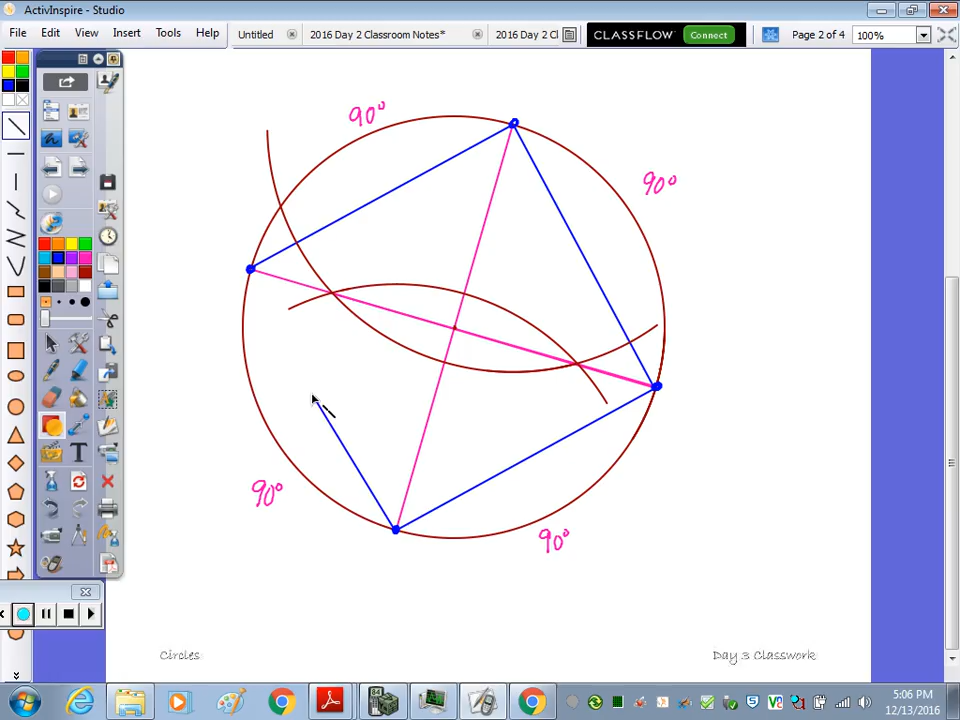 ActivInspire - Studio
File Edit View Insert Tools Help
Untitled
2016 Day 2 Classroom Notes*
2016 Day 2 Cl
CLASSFLOW Connect
Page 2 of 4
100%
90°
90°
90°
90°
Circles
Day 3 Classwork
5:06 PM
12/13/2016